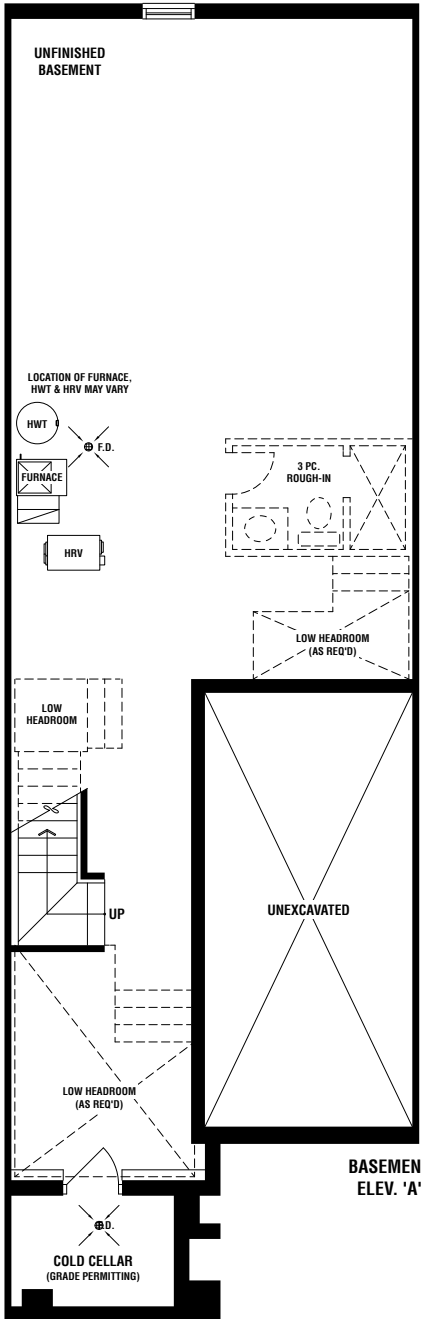 UNFINISHED
BASEMENT
LOCATION OF FURNACE,
HWT & HRV MAY VARY
HWT
F.D.
FURNACE
3 PC.
ROUGH-IN
HRV
LOW HEADROOM
(AS REQ'D)
LOW
HEADROOM
UP
UNEXCAVATED
LOW HEADROOM
(AS REQ'D)
BASEMEN
ELEV. 'A'
.D.
COLD CELLAR
(GRADE PERMITTING)